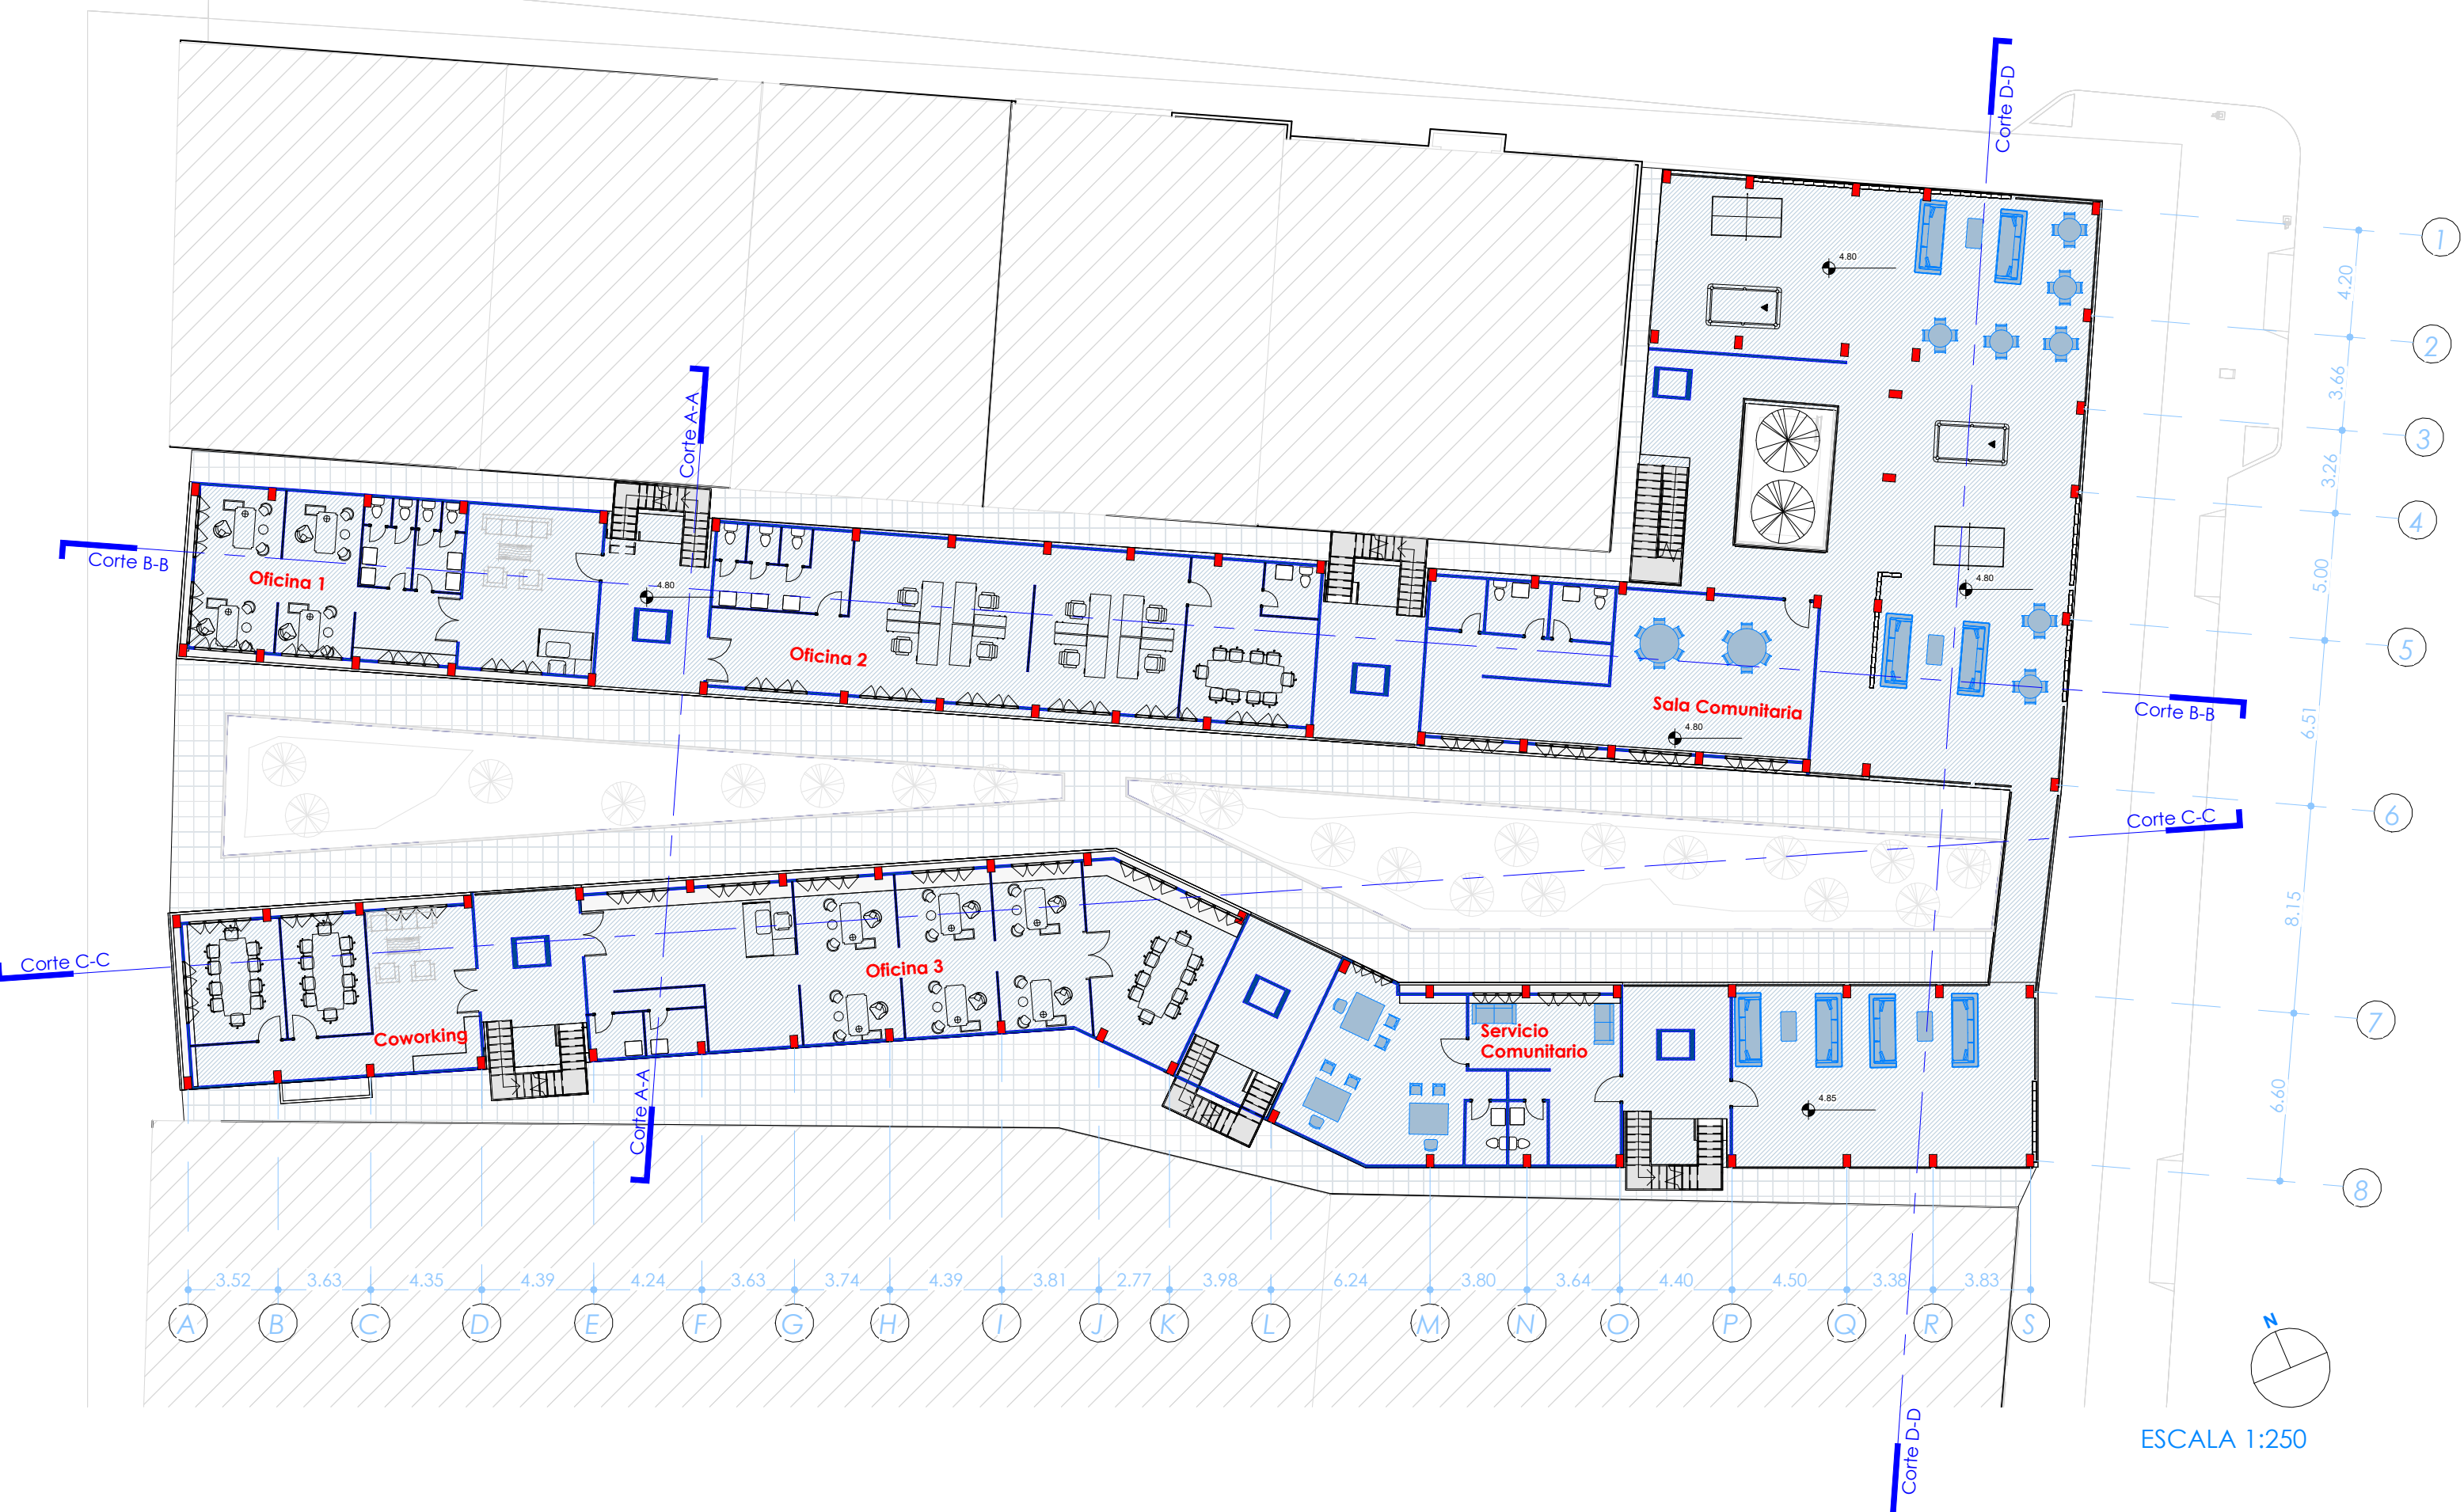 Corte D-D
1
4.80
4.20
2
3.66
Corte A-A
3
3.26
4
Corte B-B
Oficina 1
4.80
4.80
5.00
5
Oficina 2
Sala Comunitaria
4.80
Corte B-B
6.51
6
Corte C-C
8.15
Corte C-C
Oficina 3
Coworking
Servicio
Comunitario
7
4.85
6.60
Corte A-A
8
3.52 3.63 4.35 4.39 4.24 3.63 3.74 4.39 3.81 2.77 3.98 6.24 3.80 3.64 4.40 4.50 3.38 3.83
A B C D E F G H I J K L M N O P Q R S
N
ESCALA 1:250
Corte D-D